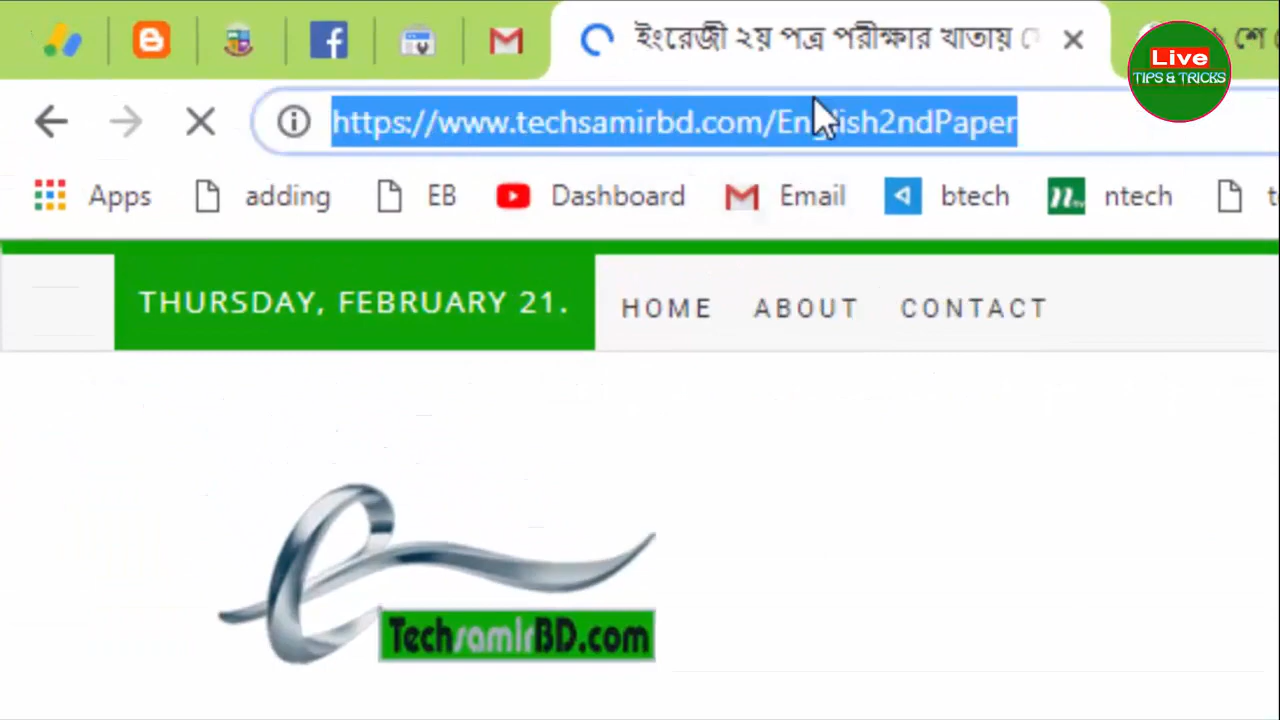 ইংরেজী ২য় পত্র পরীক্ষার খাতায়
Live
TIPS & TRICKS
https://www.techsamirbd.com/English2ndPaper
Apps adding EB Dashboard Email btech ntech
THURSDAY, FEBRUARY 21. HOME ABOUT CONTACT
TechsamirBD.com